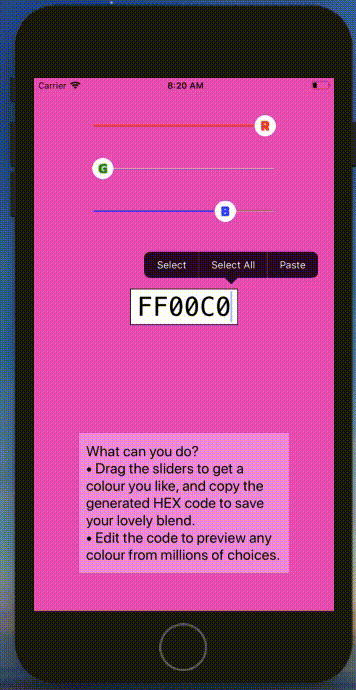 Carrier 8:20 AM
R
G
B
Select Select All Paste
FF00C0
What can you do?
• Drag the sliders to get a
colour you like, and copy the
generated HEX code to save
your lovely blend.
• Edit the code to preview any
colour from millions of choices.